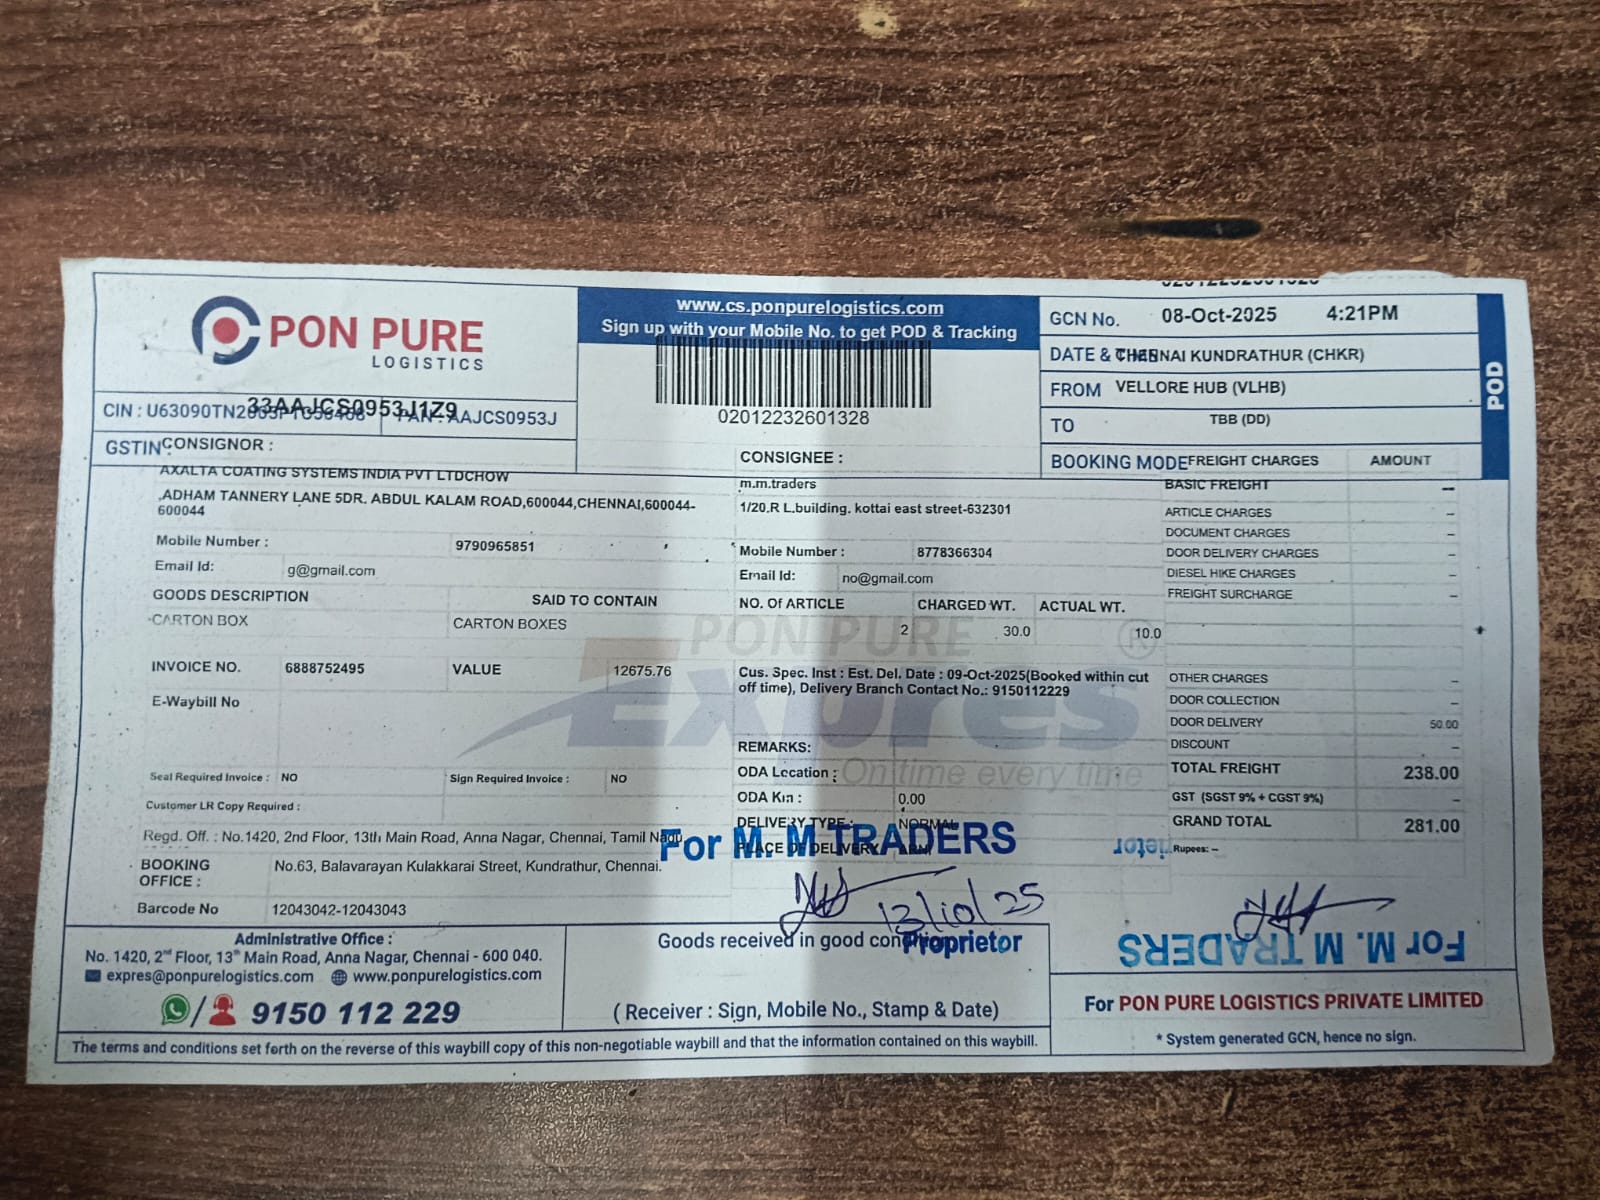 PON PURE
LOGISTICS
www.cs.ponpurelogistics.com
Sign up with your Mobile No. to get POD & Tracking
02012232601328
GCN No. 08-Oct-2025 4:21PM
DATE & CHENNAI KUNDRATHUR (CHKR)
FROM VELLORE HUB (VLHB)
TO TBB (DD)
BOOKING MODE FREIGHT CHARGES AMOUNT
POD
33AAJCS0953J1Z9
CIN : PAN : AAJCS0953J
GSTIN CONSIGNOR :
AXALTA COATING SYSTEMS INDIA PVT LTDCHOW
,ADHAM TANNERY LANE 5DR. ABDUL KALAM ROAD,600044,CHENNAI,600044-
600044
Mobile Number : 9790965851
Email Id: g@gmail.com
GOODS DESCRIPTION SAID TO CONTAIN
CARTON BOX CARTON BOXES
INVOICE NO. 6888752495 VALUE 12675.76
E-Waybill No
Seal Required Invoice : NO Sign Required Invoice : NO
Customer LR Copy Required :
Regd. Off. : No.1420, 2nd Floor, 13th Main Road, Anna Nagar, Chennai, Tamil Nadu
BOOKING OFFICE : No.63, Balavarayan Kulakkarai Street, Kundrathur, Chennai.
Barcode No 12043042-12043043
CONSIGNEE :
m.m.traders
1/20,R L.building, kottai east street-632301
Mobile Number : 8778366304
Email Id: no@gmail.com
NO. Of ARTICLE CHARGED WT. ACTUAL WT.
2 30.0 10.0
PON PURE
Expres
On time every time
Cus. Spec. Inst : Est. Del. Date : 09-Oct-2025(Booked within cut
off time), Delivery Branch Contact No.: 9150112229
REMARKS:
ODA Location :
ODA Km : 0.00
DELIVERY TYPE : NORMAL
PLACE OF DELIVERY
For M. M TRADERS
13/10/25
Proprietor
BASIC FREIGHT –
ARTICLE CHARGES –
DOCUMENT CHARGES –
DOOR DELIVERY CHARGES –
DIESEL HIKE CHARGES –
FREIGHT SURCHARGE –
OTHER CHARGES –
DOOR COLLECTION –
DOOR DELIVERY 50.00
DISCOUNT –
TOTAL FREIGHT 238.00
GST (SGST 9% + CGST 9%) –
GRAND TOTAL 281.00
Rupees: –
For M. M TRADERS
Administrative Office :
No. 1420, 2nd Floor, 13th Main Road, Anna Nagar, Chennai - 600 040.
expres@ponpurelogistics.com www.ponpurelogistics.com
9150 112 229
Goods received in good
( Receiver : Sign, Mobile No., Stamp & Date)
For PON PURE LOGISTICS PRIVATE LIMITED
* System generated GCN, hence no sign.
The terms and conditions set forth on the reverse of this waybill copy of this non-negotiable waybill and that the information contained on this waybill.